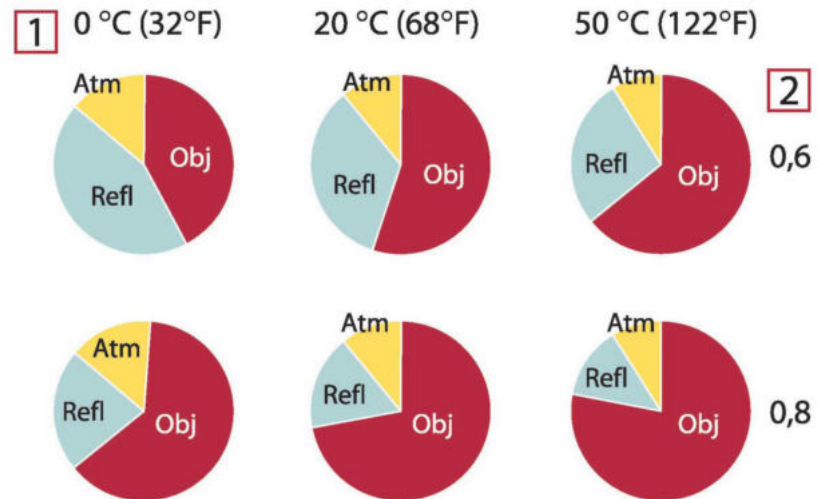 1 0 °C (32°F) 20 °C (68°F) 50 °C (122°F)
Atm Atm Atm 2
Obj Refl Obj Refl Obj 0,6
Refl
Atm Atm Atm
Refl Obj Refl Obj Refl Obj 0,8